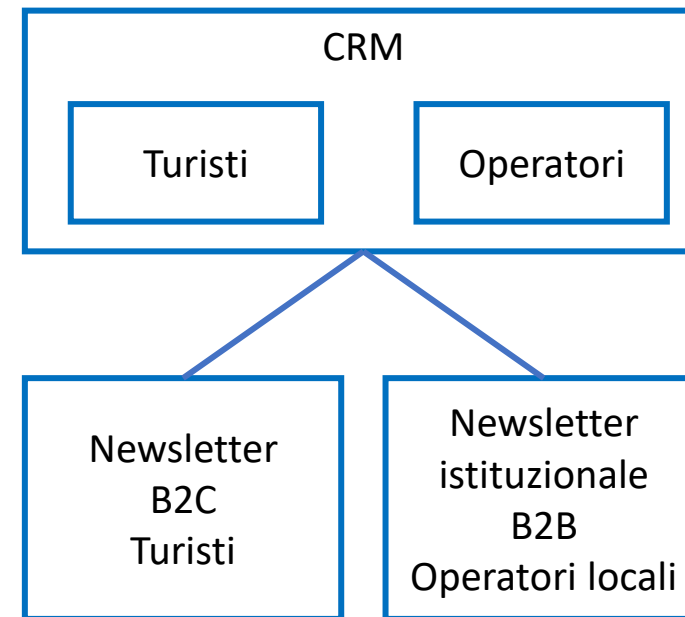 CRM
Turisti
Operatori
Newsletter
B2C
Turisti
Newsletter
istituzionale
B2B
Operatori locali